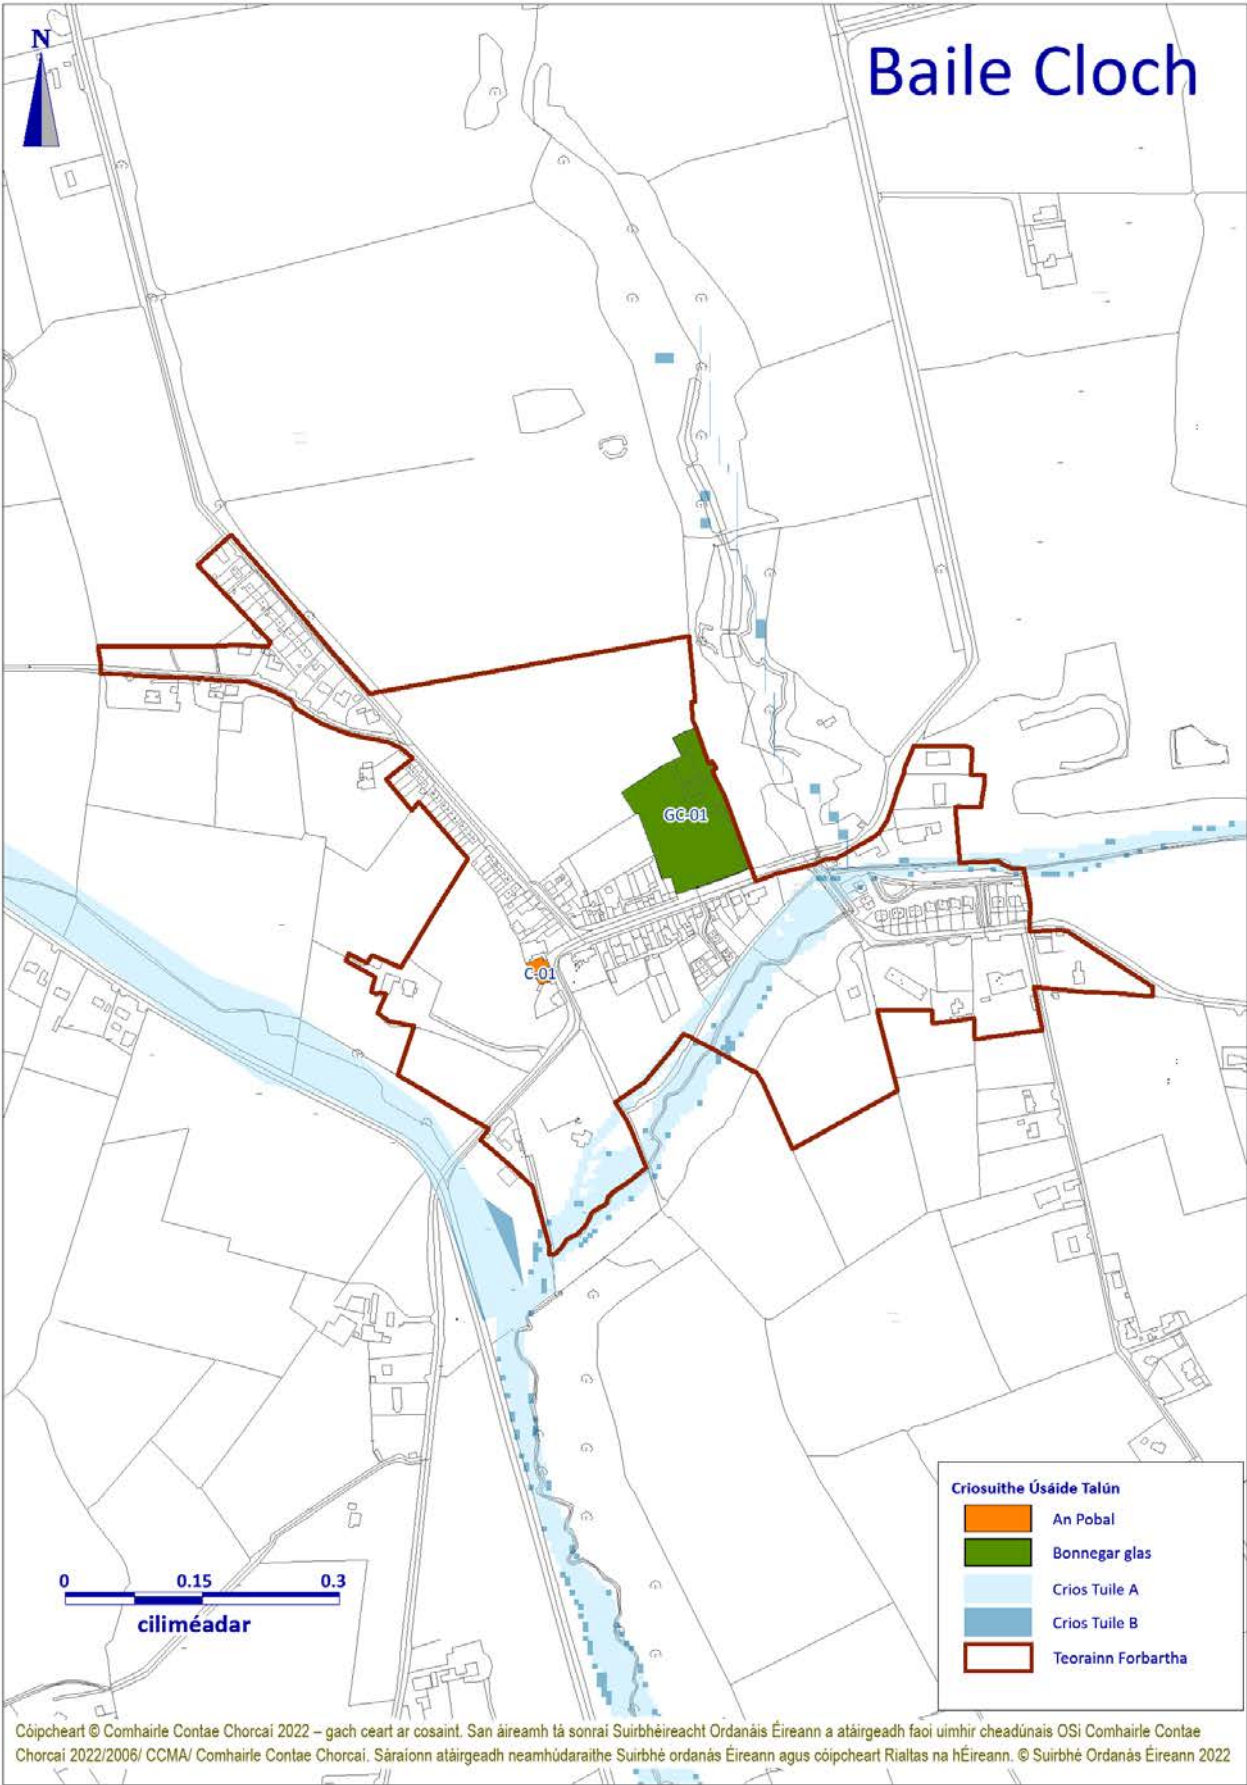 N
Baile Cloch
GC-01
C-01
Criosuithe Úsáide Talún
An Pobal
Bonnegar glas
Crios Tuile A
Crios Tuile B
Teorainn Forbartha
0 0.15 0.3
ciliméadar
Cóipcheart © Comhairle Contae Chorcaí 2022 – gach ceart ar cosaint. San áireamh tá sonraí Suirbhéireacht Ordanáis Éireann a atáirgeadh faoi uimhir cheadúnais OSi Comhairle Contae
Chorcaí 2022/2006/ CCMA/ Comhairle Contae Chorcaí. Sáraíonn atáirgeadh neamhúdaraithe Suirbhé ordanás Éireann agus cóipcheart Rialtas na hÉireann. © Suirbhé Ordanás Éireann 2022